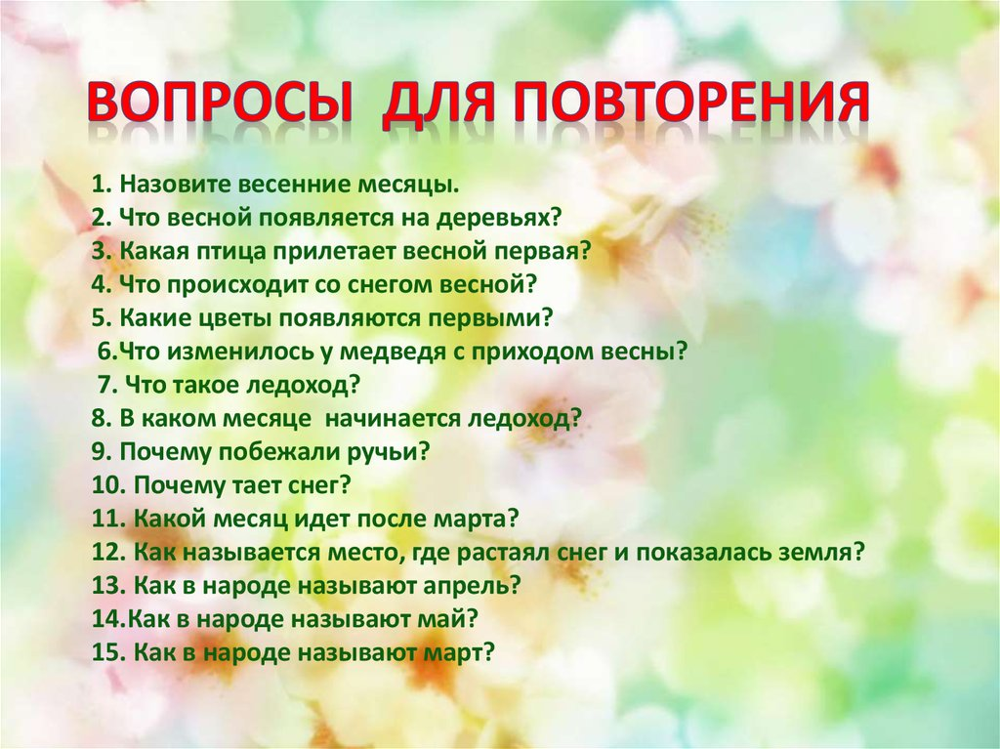 ВОПРОСЫ ДЛЯ ПОВТОРЕНИЯ
1. Назовите весенние месяцы.
2. Что весной появляется на деревьях?
3. Какая птица прилетает весной первая?
4. Что происходит со снегом весной?
5. Какие цветы появляются первыми?
6.Что изменилось у медведя с приходом весны?
7. Что такое ледоход?
8. В каком месяце начинается ледоход?
9. Почему побежали ручьи?
10. Почему тает снег?
11. Какой месяц идет после марта?
12. Как называется место, где растаял снег и показалась земля?
13. Как в народе называют апрель?
14.Как в народе называют май?
15. Как в народе называют март?